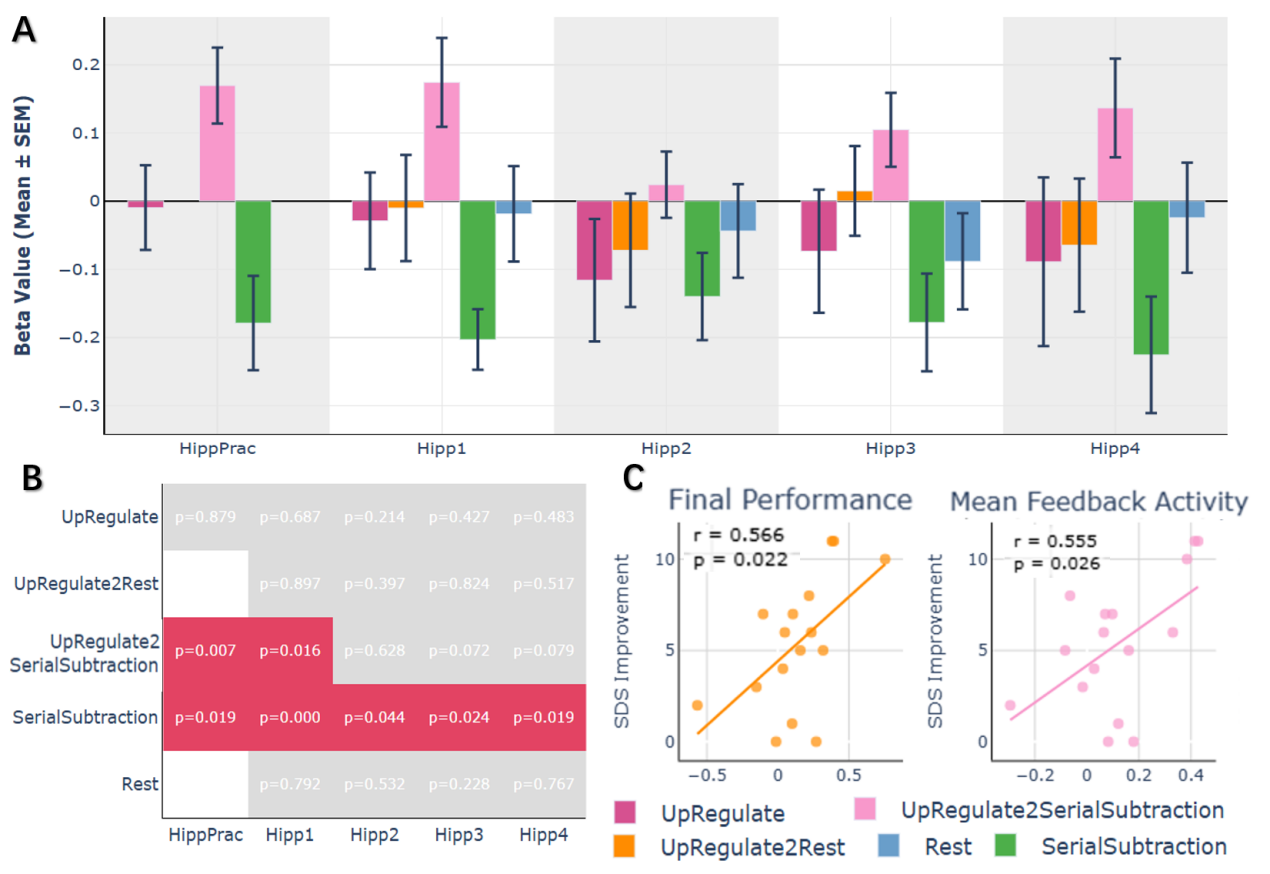 A
Beta Value (Mean ± SEM)
0.2
0.1
0
−0.1
−0.2
−0.3
HippPrac Hipp1 Hipp2 Hipp3 Hipp4
B
UpRegulate p=0.879 p=0.687 p=0.214 p=0.427 p=0.483
UpRegulate2Rest p=0.897 p=0.397 p=0.824 p=0.517
UpRegulate2
SerialSubtraction p=0.007 p=0.016 p=0.628 p=0.072 p=0.079
SerialSubtraction p=0.019 p=0.000 p=0.044 p=0.024 p=0.019
Rest p=0.792 p=0.532 p=0.228 p=0.767
HippPrac Hipp1 Hipp2 Hipp3 Hipp4
C
Final Performance
r = 0.566
p = 0.022
SDS Improvement
10
5
0
−0.5 0 0.5
Mean Feedback Activity
r = 0.555
p = 0.026
SDS Improvement
10
5
0
−0.2 0 0.2 0.4
UpRegulate UpRegulate2SerialSubtraction
UpRegulate2Rest Rest SerialSubtraction